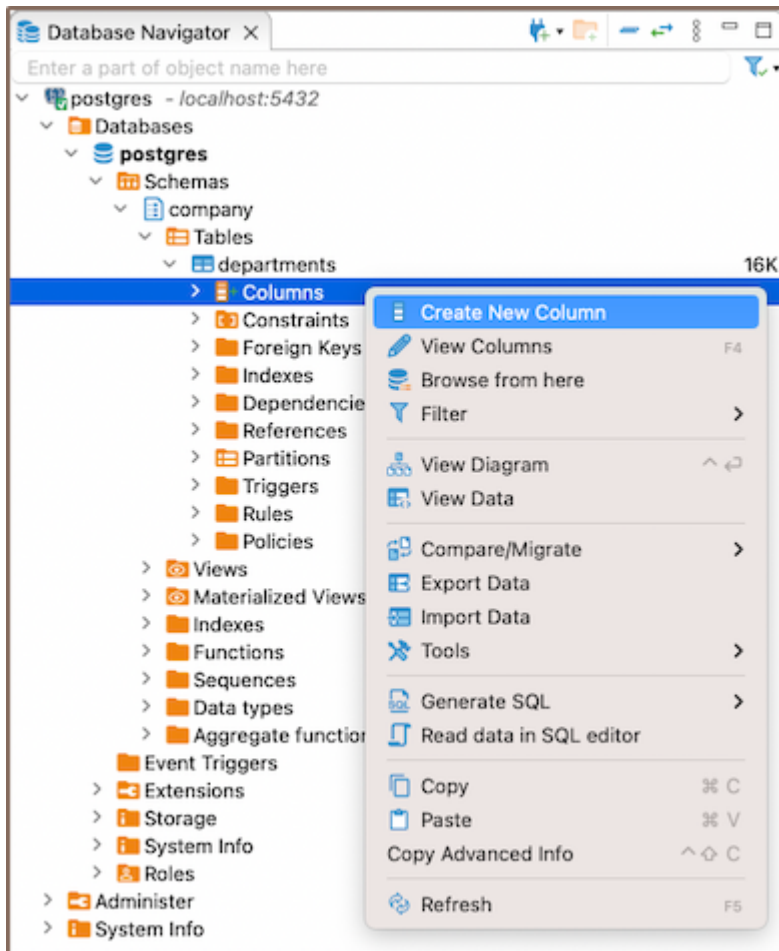 Database Navigator
Enter a part of object name here
postgres - localhost:5432
Databases
postgres
Schemas
company
Tables
departments 16K
Columns
Constraints
Foreign Keys
Indexes
Dependencie
References
Partitions
Triggers
Rules
Policies
Views
Materialized Views
Indexes
Functions
Sequences
Data types
Aggregate function
Event Triggers
Extensions
Storage
System Info
Roles
Administer
System Info
Create New Column
View Columns F4
Browse from here
Filter
View Diagram ^ ↩
View Data
Compare/Migrate
Export Data
Import Data
Tools
Generate SQL
Read data in SQL editor
Copy ⌘ C
Paste ⌘ V
Copy Advanced Info ^ ⇧ C
Refresh F5